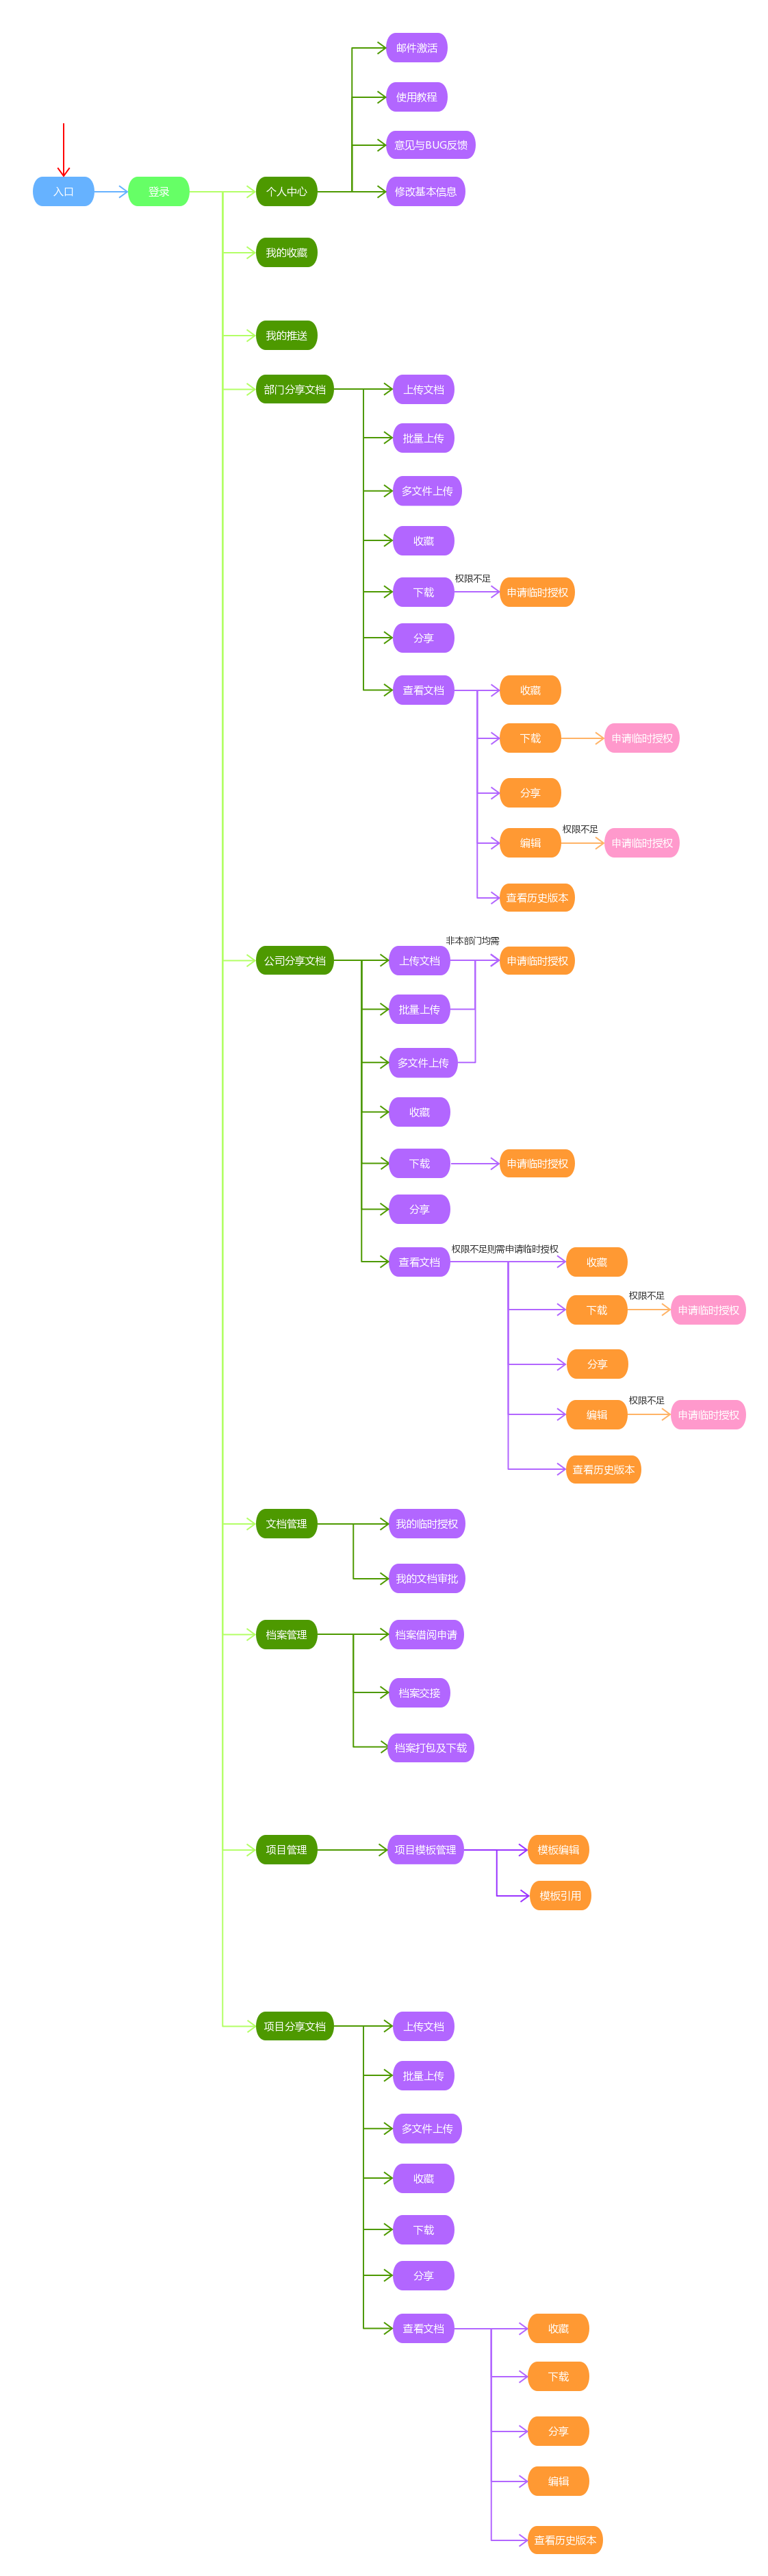 邮件激活
使用教程
意见与BUG反馈
入口
登录
个人中心
修改基本信息
我的收藏
我的推送
部门分享文档
上传文档
批量上传
多文件上传
收藏
下载
权限不足
申请临时授权
分享
查看文档
收藏
下载
申请临时授权
分享
编辑
权限不足
申请临时授权
查看历史版本
公司分享文档
上传文档
非本部门均需
申请临时授权
批量上传
多文件上传
收藏
下载
申请临时授权
分享
查看文档
权限不足则需申请临时授权
收藏
下载
权限不足
申请临时授权
分享
编辑
权限不足
申请临时授权
查看历史版本
文档管理
我的临时授权
我的文档审批
档案管理
档案借阅申请
档案交接
档案打包及下载
项目管理
项目模板管理
模板编辑
模板引用
项目分享文档
上传文档
批量上传
多文件上传
收藏
下载
分享
查看文档
收藏
下载
分享
编辑
查看历史版本